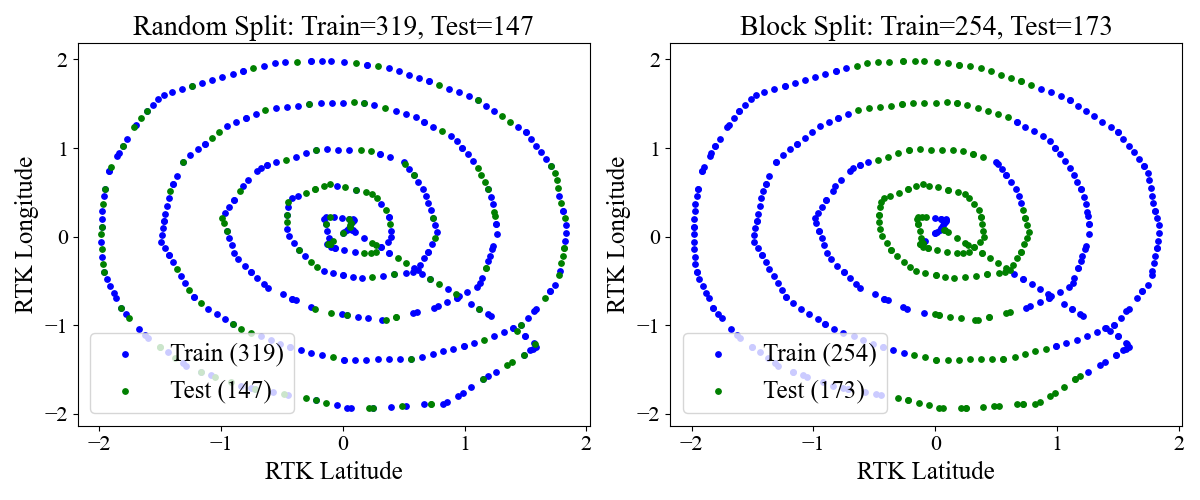 Random Split: Train=319, Test=147
2
1
0
−1
−2
RTK Longitude
Train (319)
Test (147)
−2
−1
0
1
2
RTK Latitude
Block Split: Train=254, Test=173
2
1
0
−1
−2
RTK Longitude
Train (254)
Test (173)
−2
−1
0
1
2
RTK Latitude